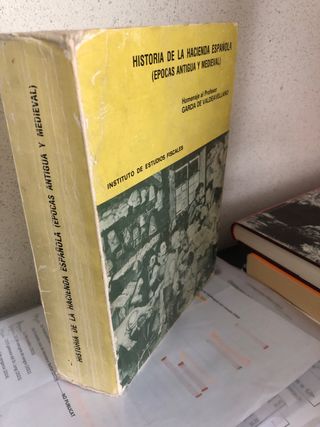 HISTORIA DE LA HACIENDA ESPAÑOLA
(EPOCAS ANTIGUA Y MEDIEVAL)
Homenaje al Profesor
GARCIA DE VALDEAVELLANO
INSTITUTO DE ESTUDIOS FISCALES
HISTORIA DE LA HACIENDA ESPAÑOLA (EPOCAS ANTIGUA Y MEDIEVAL)